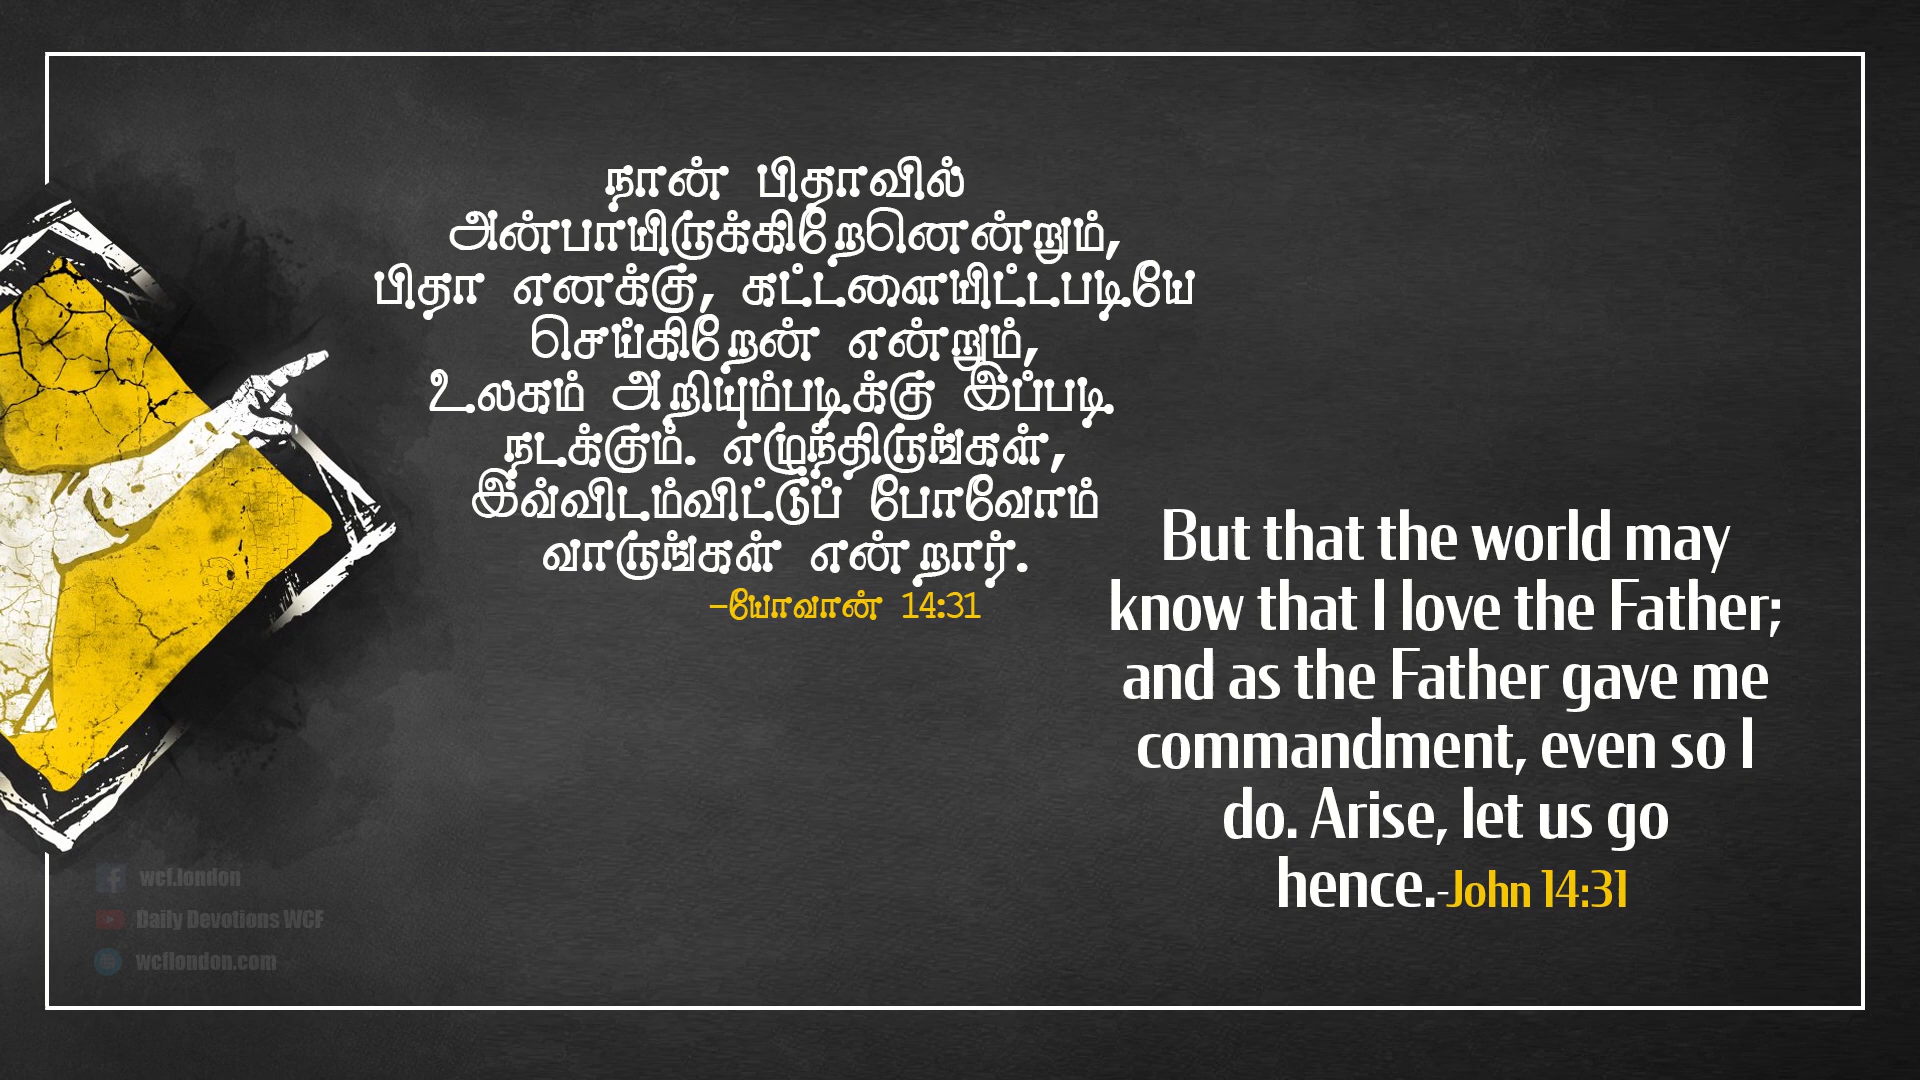 நான் பிதாவில்
அன்பாயிருக்கிறேனென்றும்,
பிதா எனக்கு, கட்டளையிட்டபடியே
செய்கிறேன் என்றும்,
உலகம் அறியும்படிக்கு இப்படி
நடக்கும். எழுந்திருங்கள்,
இவ்விடம்விட்டுப் போவோம்
வாருங்கள் என்றார்.
-யோவான் 14:31
But that the world may
know that I love the Father;
and as the Father gave me
commandment, even so I
do. Arise, let us go
hence.-John 14:31
wcf.london
Daily Devotions WCF
wcflondon.com